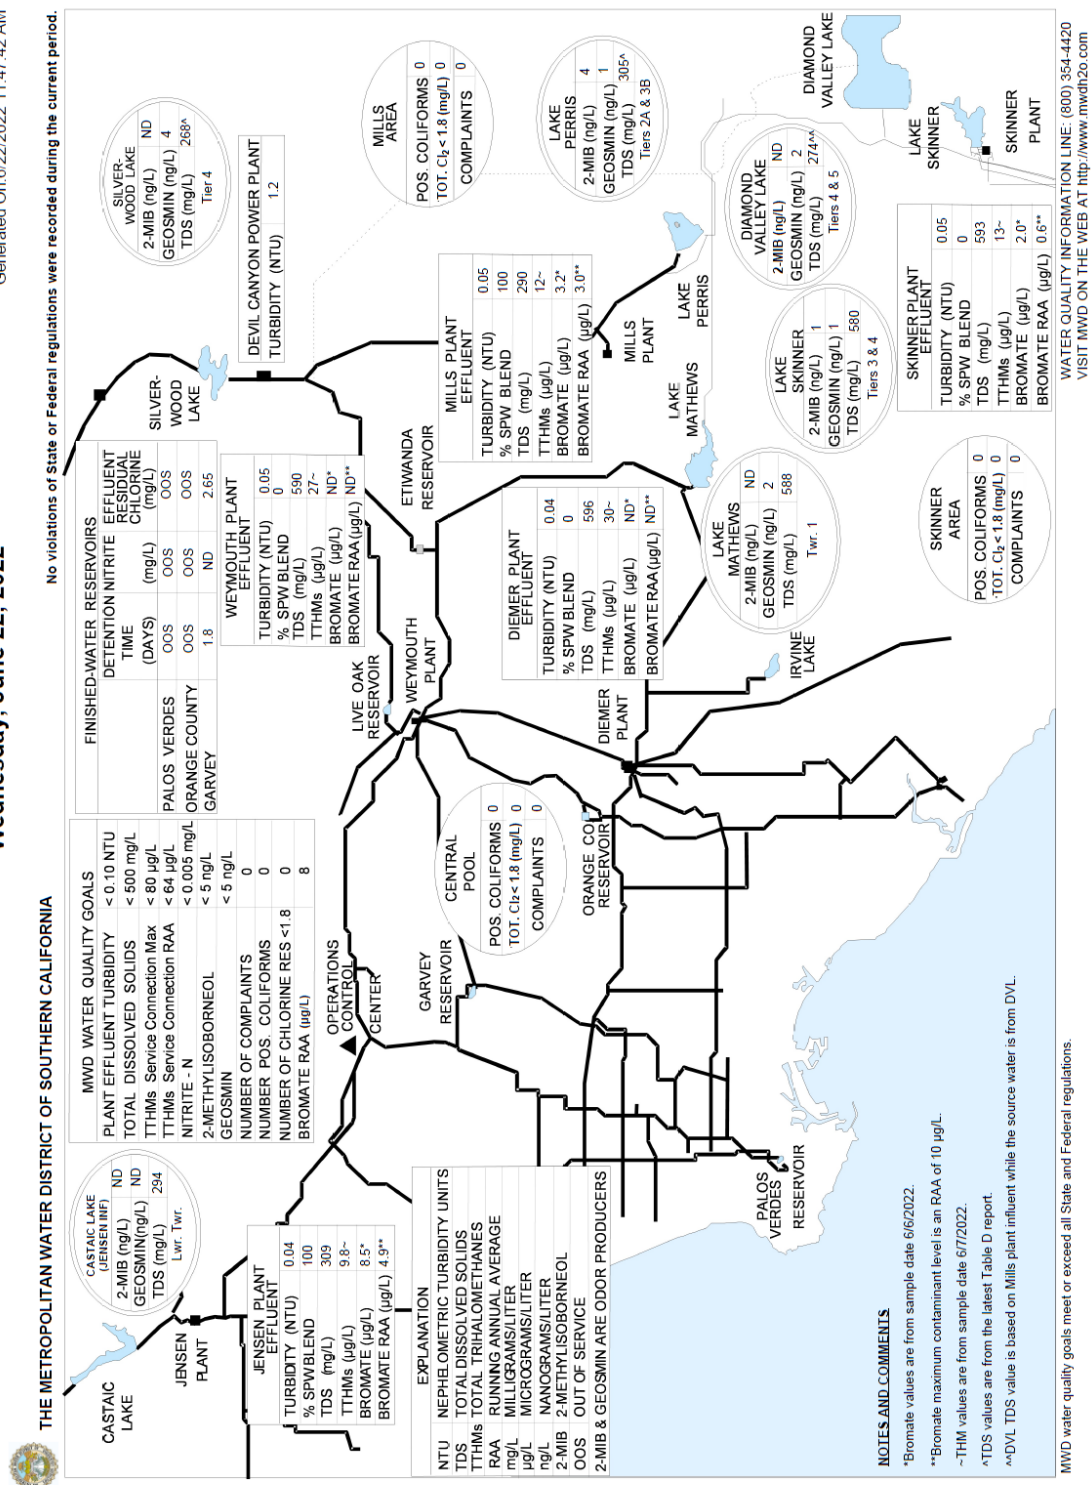 Generated On:6/22/2022 11:47:42 AM
Wednesday, June 22, 2022
THE METROPOLITAN WATER DISTRICT OF SOUTHERN CALIFORNIA
No violations of State or Federal regulations were recorded during the current period.
CASTAIC LAKE
(JENSEN INF)
2-MIB (ng/L) ND
GEOSMIN(ng/L) ND
TDS (mg/L) 294
Lwr. Twr.
CASTAIC
LAKE
JENSEN
PLANT
JENSEN PLANT
EFFLUENT
TURBIDITY (NTU) 0.04
% SPWBLEND 100
TDS (mg/L) 309
TTHMs (µg/L) 9.8~
BROMATE (µg/L) 8.5*
BROMATE RAA (µg/L) 4.9**
EXPLANATION
NTU NEPHELOMETRIC TURBIDITY UNITS
TDS TOTAL DISSOLVED SOLIDS
TTHMs TOTAL TRIHALOMETHANES
RAA RUNNING ANNUAL AVERAGE
mg/L MILLIGRAMS/LITER
µg/L MICROGRAMS/LITER
ng/L NANOGRAMS/LITER
2-MIB 2-METHYLISOBORNEOL
OOS OUT OF SERVICE
2-MIB & GEOSMIN ARE ODOR PRODUCERS
MWD WATER QUALITY GOALS
PLANT EFFLUENT TURBIDITY < 0.10 NTU
TOTAL DISSOLVED SOLIDS < 500 mg/L
TTHMs Service Connection Max < 80 µg/L
TTHMs Service Connection RAA < 64 µg/L
NITRITE - N < 0.005 mg/L
2-METHYLISOBORNEOL < 5 ng/L
GEOSMIN < 5 ng/L
NUMBER OF COMPLAINTS 0
NUMBER POS. COLIFORMS 0
NUMBER OF CHLORINE RES <1.8 0
BROMATE RAA (µg/L) 8
FINISHED-WATER RESERVOIRS
DETENTION TIME (DAYS) NITRITE (mg/L) EFFLUENT RESIDUAL CHLORINE (mg/L)
PALOS VERDES OOS OOS OOS
ORANGE COUNTY OOS OOS OOS
GARVEY 1.8 ND 2.65
OPERATIONS
CONTROL
CENTER
GARVEY
RESERVOIR
CENTRAL
POOL
POS. COLIFORMS 0
TOT. Cl₂< 1.8 (mg/L) 0
COMPLAINTS 0
ORANGE CO
RESERVOIR
PALOS
VERDES
RESERVOIR
LIVE OAK
RESERVOIR
WEYMOUTH
PLANT
WEYMOUTH PLANT
EFFLUENT
TURBIDITY (NTU) 0.05
% SPW BLEND 0
TDS (mg/L) 590
TTHMs (µg/L) 27~
BROMATE (µg/L) ND*
BROMATE RAA (µg/L) ND**
DIEMER
PLANT
DIEMER PLANT
EFFLUENT
TURBIDITY (NTU) 0.04
% SPW BLEND 0
TDS (mg/L) 596
TTHMs (µg/L) 30~
BROMATE (µg/L) ND*
BROMATE RAA (µg/L) ND**
IRVINE
LAKE
ETIWANDA
RESERVOIR
SILVER-
WOOD
LAKE
SILVER-
WOOD LAKE
2-MIB (ng/L) ND
GEOSMIN (ng/L) 4
TDS (mg/L) 268^
Tier 4
DEVIL CANYON POWER PLANT
TURBIDITY (NTU) 1.2
MILLS
AREA
POS. COLIFORMS 0
TOT. Cl₂ < 1.8 (mg/L) 0
COMPLAINTS 0
MILLS PLANT
EFFLUENT
TURBIDITY (NTU) 0.05
% SPW BLEND 100
TDS (mg/L) 290
TTHMs (µg/L) 12~
BROMATE (µg/L) 3.2*
BROMATE RAA (µg/L) 3.0**
MILLS
PLANT
LAKE
PERRIS
2-MIB (ng/L) 4
GEOSMIN (ng/L) 1
TDS (mg/L) 305^
Tiers 2A & 3B
LAKE
PERRIS
LAKE
MATHEWS
LAKE
MATHEWS
2-MIB (ng/L) ND
GEOSMIN (ng/L) 2
TDS (mg/L) 588
Twr. 1
DIAMOND
VALLEY LAKE
2-MIB (ng/L) ND
GEOSMIN (ng/L) 2
TDS (mg/L) 274^^
Tiers 4 & 5
DIAMOND
VALLEY LAKE
LAKE
SKINNER
2-MIB (ng/L) 1
GEOSMIN (ng/L) 1
TDS (mg/L) 580
Tiers 3 & 4
LAKE
SKINNER
SKINNER
PLANT
SKINNER PLANT
EFFLUENT
TURBIDITY (NTU) 0.05
% SPW BLEND 0
TDS (mg/L) 593
TTHMs (µg/L) 13~
BROMATE (µg/L) 2.0*
BROMATE RAA (µg/L) 0.6**
SKINNER
AREA
POS. COLIFORMS 0
TOT. Cl₂ < 1.8 (mg/L) 0
COMPLAINTS 0
NOTES AND COMMENTS
*Bromate values are from sample date 6/6/2022.
**Bromate maximum contaminant level is an RAA of 10 µg/L.
~THM values are from sample date 6/7/2022.
^TDS values are from the latest Table D report.
^^DVL TDS value is based on Mills plant influent while the source water is from DVL.
MWD water quality goals meet or exceed all State and Federal regulations.
WATER QUALITY INFORMATION LINE: (800) 354-4420
VISIT MWD ON THE WEB AT http://www.mwdh2o.com